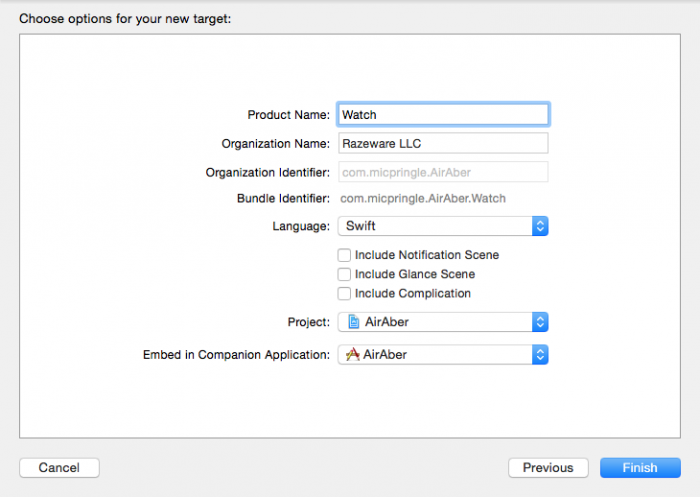 Choose options for your new target:
Product Name: Watch
Organization Name: Razeware LLC
Organization Identifier: com.micpringle.AirAber
Bundle Identifier: com.micpringle.AirAber.Watch
Language: Swift
Include Notification Scene
Include Glance Scene
Include Complication
Project: AirAber
Embed in Companion Application: AirAber
Cancel Previous Finish